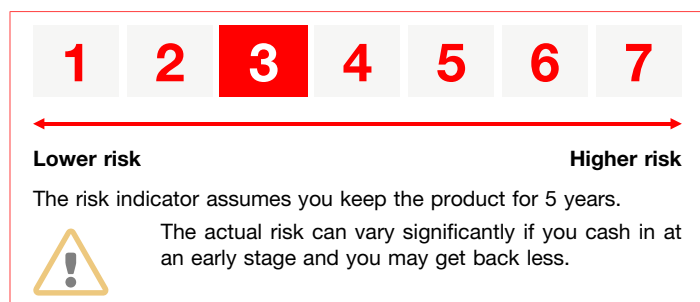 1 2 3 4 5 6 7
Lower risk Higher risk
The risk indicator assumes you keep the product for 5 years.
The actual risk can vary significantly if you cash in at
an early stage and you may get back less.